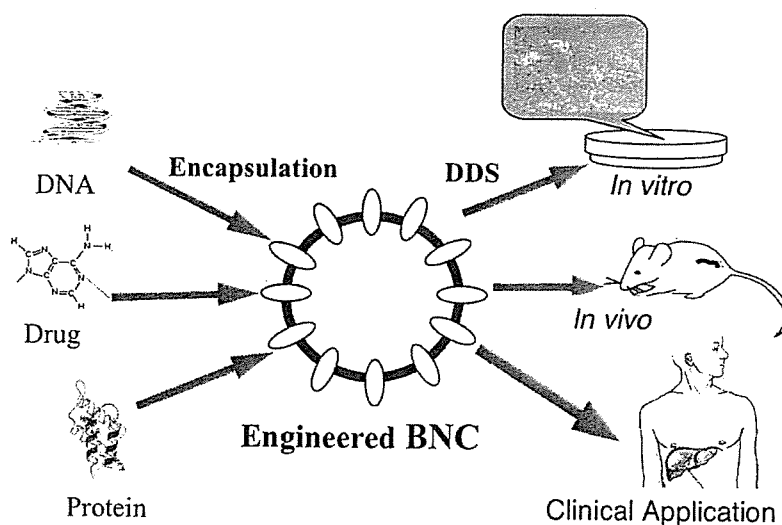 DNA
Encapsulation
DDS
In vitro
H
N-H
H
N
N
N
N
H
Drug
In vivo
Engineered BNC
Protein
Clinical Application